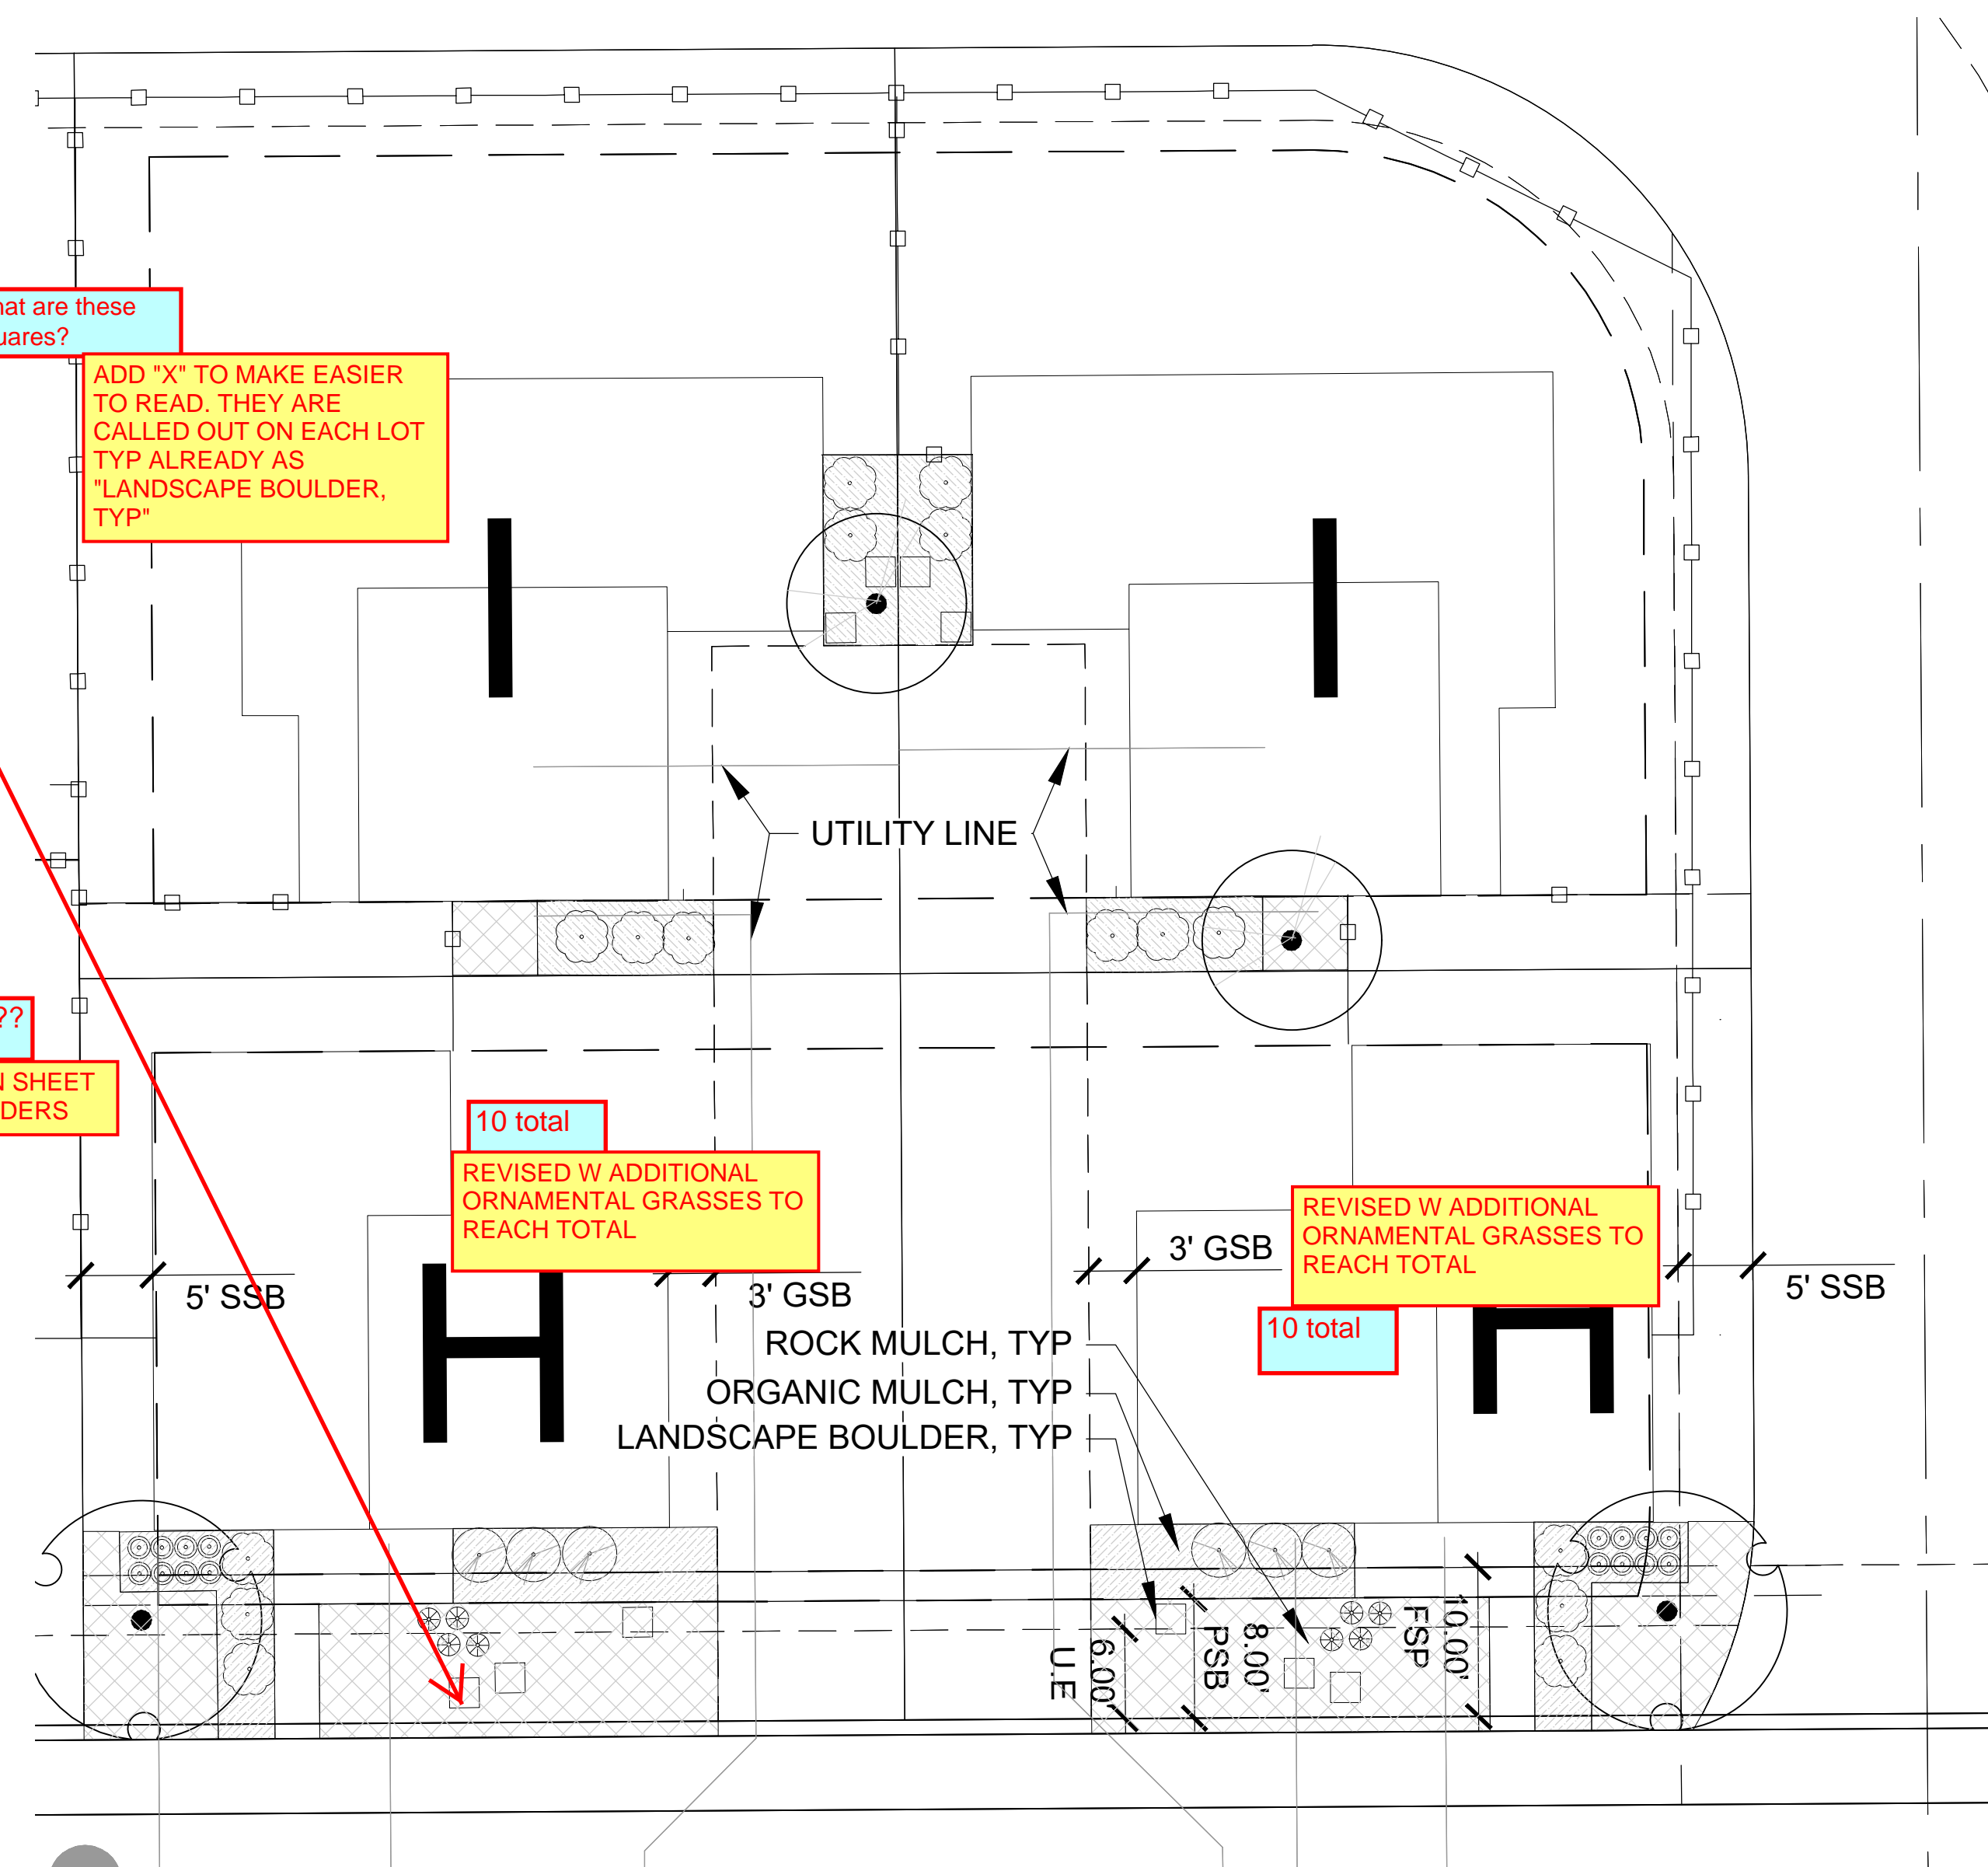 hat are these
uares?
ADD "X" TO MAKE EASIER
TO READ. THEY ARE
CALLED OUT ON EACH LOT
TYP ALREADY AS
"LANDSCAPE BOULDER,
TYP"
I
I
UTILITY LINE
??
N SHEET
DERS
10 total
REVISED W ADDITIONAL
ORNAMENTAL GRASSES TO
REACH TOTAL
REVISED W ADDITIONAL
ORNAMENTAL GRASSES TO
REACH TOTAL
10 total
5' SSB
3' GSB
3' GSB
5' SSB
H
H
ROCK MULCH, TYP
ORGANIC MULCH, TYP
LANDSCAPE BOULDER, TYP
6.00'
U.E
8.00'
PSB
10.00'
FSP